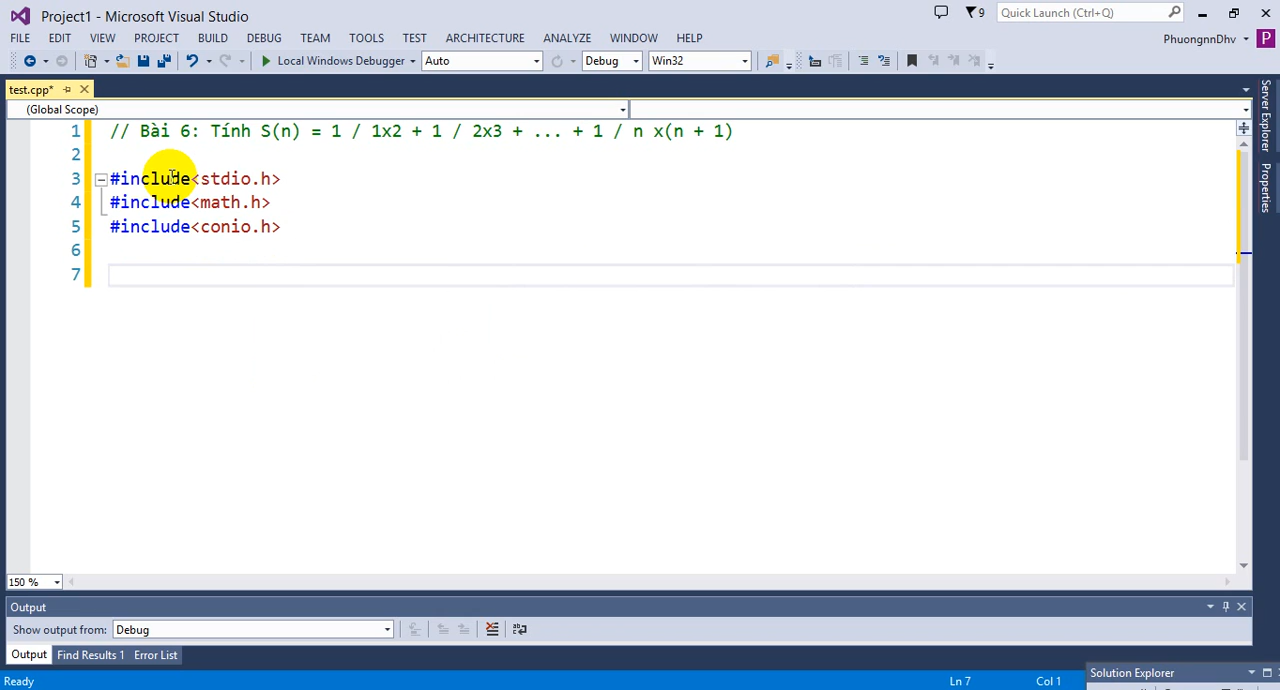 Project1 - Microsoft Visual Studio
9
Quick Launch (Ctrl+Q)
FILE EDIT VIEW PROJECT BUILD DEBUG TEAM TOOLS TEST ARCHITECTURE ANALYZE WINDOW HELP
PhuongnnDhv P
Local Windows Debugger Auto Debug Win32
test.cpp*
(Global Scope)
1 // Bài 6: Tính S(n) = 1 / 1x2 + 1 / 2x3 + ... + 1 / n x(n + 1)
2
3 #include<stdio.h>
4 #include<math.h>
5 #include<conio.h>
6
7
Server Explorer
Properties
150 %
Output
Show output from: Debug
Output Find Results 1 Error List
Solution Explorer
Ready Ln 7 Col 1